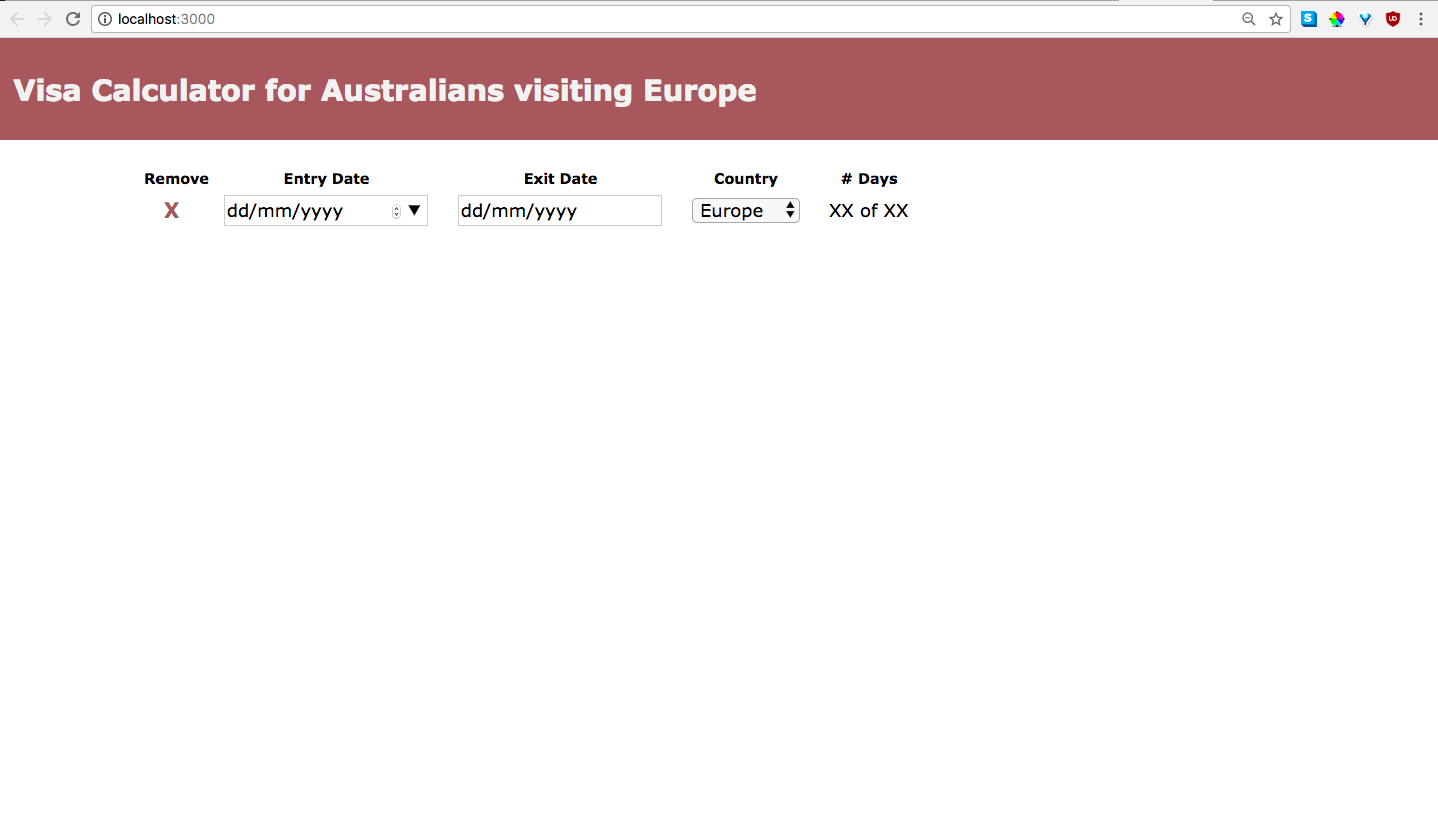 localhost:3000
Visa Calculator for Australians visiting Europe
Remove Entry Date Exit Date Country # Days
X dd/mm/yyyy dd/mm/yyyy Europe XX of XX